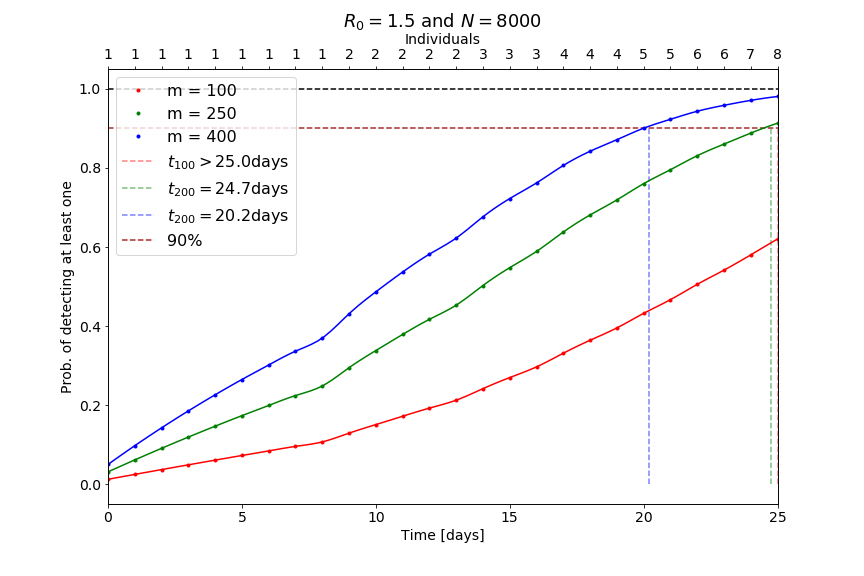 R₀ = 1.5 and N = 8000
Individuals
1 1 1 1 1 1 1 1 1 2 2 2 2 2 3 3 3 4 4 4 5 5 6 6 7 8
1.0
0.8
0.6
0.4
0.2
0.0
Prob. of detecting at least one
m = 100
m = 250
m = 400
t₁₀₀ > 25.0days
t₂₀₀ = 24.7days
t₂₀₀ = 20.2days
90%
0 5 10 15 20 25
Time [days]